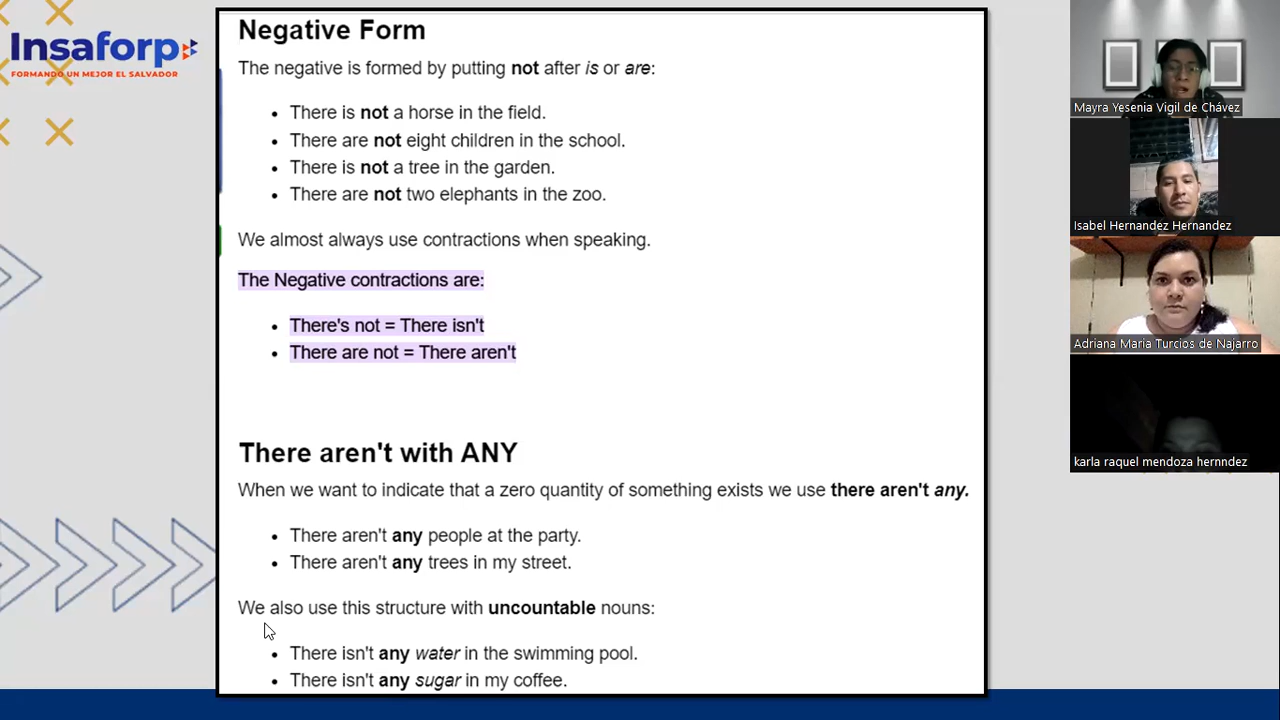 Insaforp
FORMANDO UN MEJOR EL SALVADOR
Negative Form
The negative is formed by putting not after is or are:
There is not a horse in the field.
There are not eight children in the school.
There is not a tree in the garden.
There are not two elephants in the zoo.
We almost always use contractions when speaking.
The Negative contractions are:
There's not = There isn't
There are not = There aren't
There aren't with ANY
When we want to indicate that a zero quantity of something exists we use there aren't any.
There aren't any people at the party.
There aren't any trees in my street.
We also use this structure with uncountable nouns:
There isn't any water in the swimming pool.
There isn't any sugar in my coffee.
Mayra Yesenia Vigil de Chávez
Isabel Hernandez Hernandez
Adriana Maria Turcios de Najarro
karla raquel mendoza hernndez